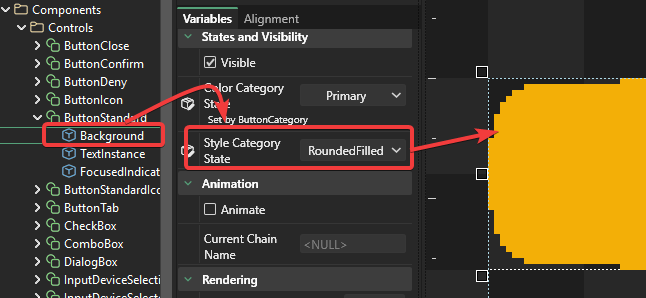 Components
Controls
ButtonClose
ButtonConfirm
ButtonDeny
ButtonIcon
ButtonStandard
Background
TextInstance
FocusedIndicat
ButtonStandardIco
ButtonTab
CheckBox
ComboBox
DialogBox
InputDeviceSelecti
InputDeviceSelecti
Variables Alignment
States and Visibility
Visible
Color Category State Primary
Set by ButtonCategory
Style Category State RoundedFilled
Animation
Animate
Current Chain Name <NULL>
Rendering